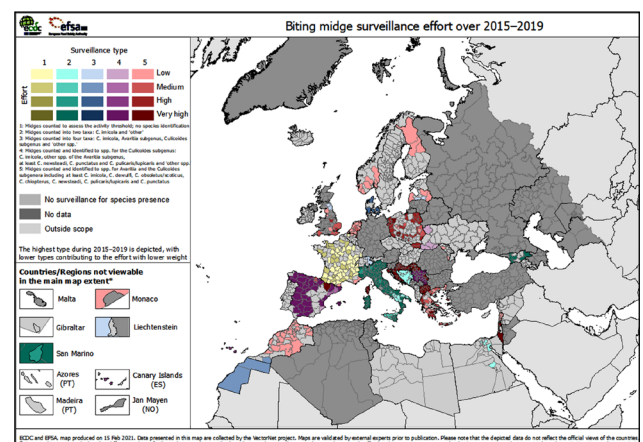 ecdc
efsa
Biting midge surveillance effort over 2015–2019
Surveillance type
1 2 3 4 5
Effort
Low
Medium
High
Very high
1: Midges counted to assess the activity threshold; no species identification
2: Midges counted into two taxa: C. imicola and 'other'
3: Midges counted into four taxa: C. imicola, Avaritia subgenus, Culicoides
subgenus and 'other spp.'
4: Midges counted and identified to spp. for the Culicoides subgenus:
C. imicola, other spp. of the Avaritia subgenus,
at least C. newsteadi, C. punctatus and C. pulicaris/lupicaris and 'other spp.
5: Midges counted and identified to spp. for Avaritia and the Culicoides
subgenera including at least C. imicola, C. dewulfi, C. obsoletus/scoticus,
C. chiopterus, C. newsteadi, C. pulicaris/lupicaris and C. punctatus
No surveillance for species presence
No data
Outside scope
The highest type during 2015–2019 is depicted, with
lower types contributing to the effort with lower weight
Countries/Regions not viewable
in the main map extent*
Malta
Monaco
Gibraltar
Liechtenstein
San Marino
Azores
(PT)
Canary Islands
(ES)
Madeira
(PT)
Jan Mayen
(NO)
ECDC and EFSA, map produced on 15 Feb 2021. Data presented in this map are collected by the VectorNet project. Maps are validated by external experts prior to publication. Please note that the depicted data do not reflect the official views of the countries.